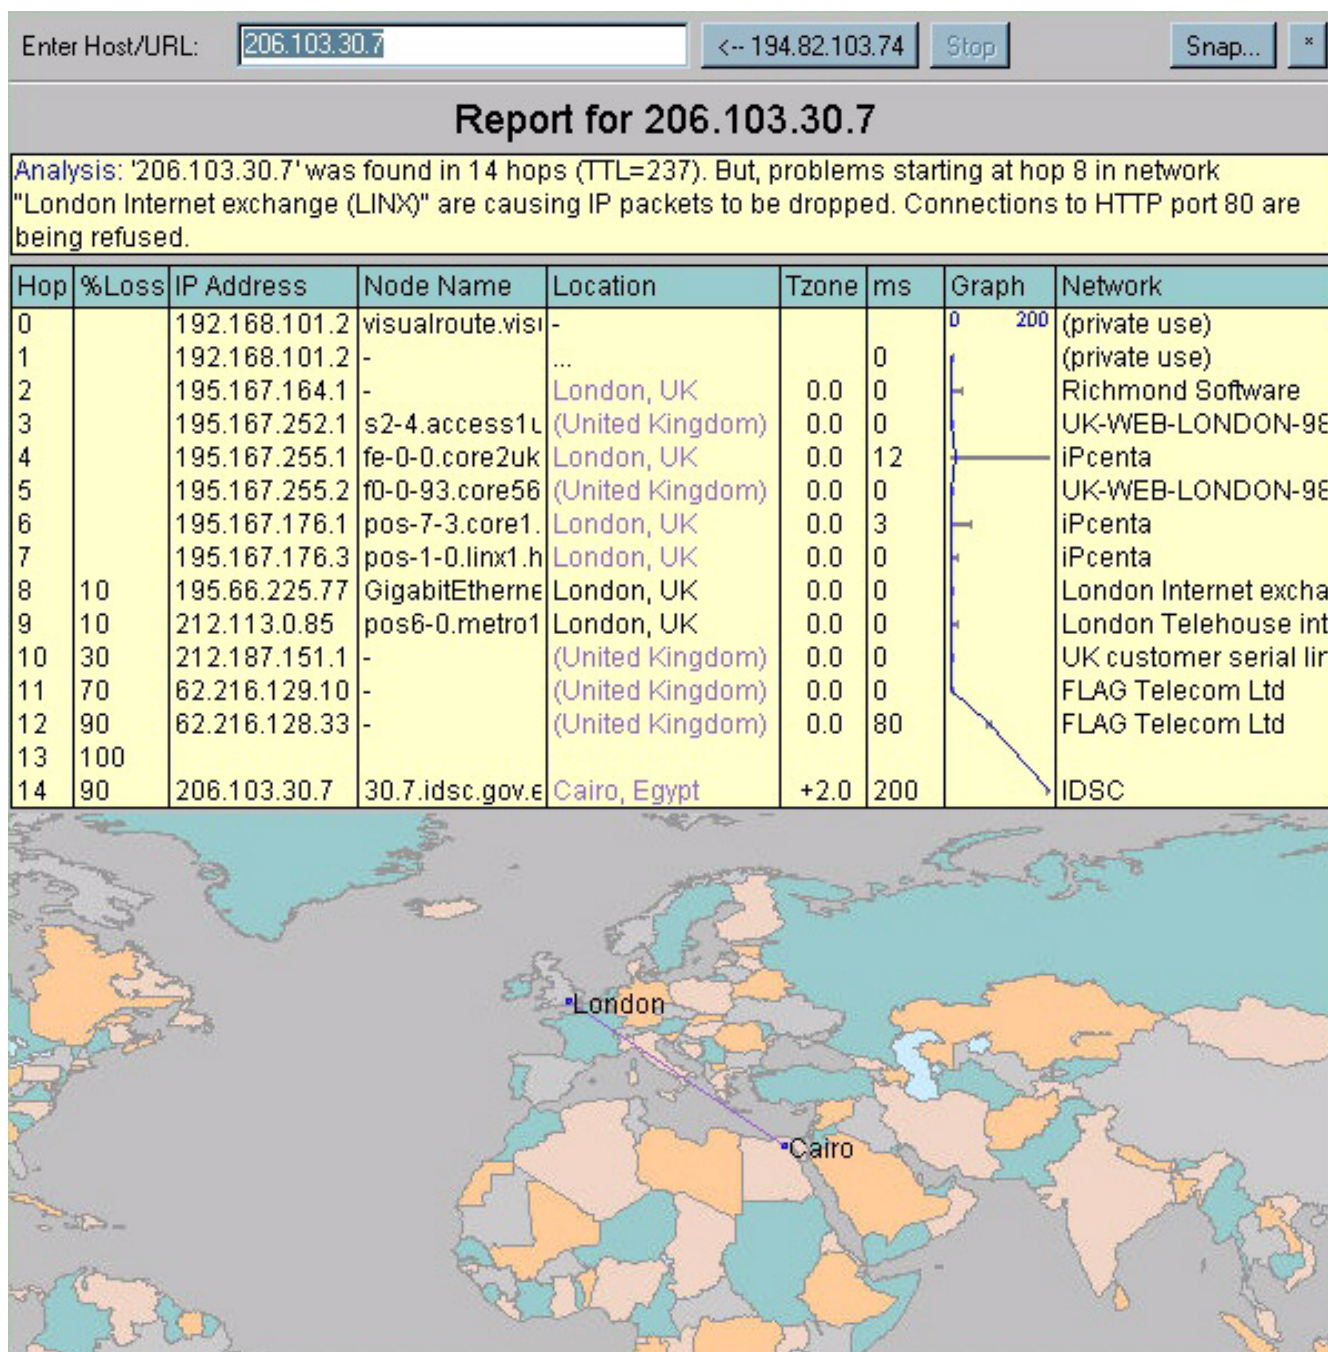 Enter Host/URL: 206.103.30.7 <-- 194.82.103.74 Stop Snap... *
Report for 206.103.30.7
Analysis: '206.103.30.7' was found in 14 hops (TTL=237). But, problems starting at hop 8 in network
"London Internet exchange (LINX)" are causing IP packets to be dropped. Connections to HTTP port 80 are
being refused.
Hop %Loss IP Address Node Name Location Tzone ms Graph Network
0 192.168.101.2 visualroute.visu - 0 200 (private use)
1 192.168.101.2 - ... 0 (private use)
2 195.167.164.1 - London, UK 0.0 0 Richmond Software
3 195.167.252.1 s2-4.access1u (United Kingdom) 0.0 0 UK-WEB-LONDON-98
4 195.167.255.1 fe-0-0.core2uk London, UK 0.0 12 iPcenta
5 195.167.255.2 f0-0-93.core56 (United Kingdom) 0.0 0 UK-WEB-LONDON-98
6 195.167.176.1 pos-7-3.core1. London, UK 0.0 3 iPcenta
7 195.167.176.3 pos-1-0.linx1.h London, UK 0.0 0 iPcenta
8 10 195.66.225.77 GigabitEtherne London, UK 0.0 0 London Internet excha
9 10 212.113.0.85 pos6-0.metro1 London, UK 0.0 0 London Telehouse int
10 30 212.187.151.1 - (United Kingdom) 0.0 0 UK customer serial lin
11 70 62.216.129.10 - (United Kingdom) 0.0 0 FLAG Telecom Ltd
12 90 62.216.128.33 - (United Kingdom) 0.0 80 FLAG Telecom Ltd
13 100
14 90 206.103.30.7 30.7.idsc.gov.e Cairo, Egypt +2.0 200 IDSC
London
Cairo